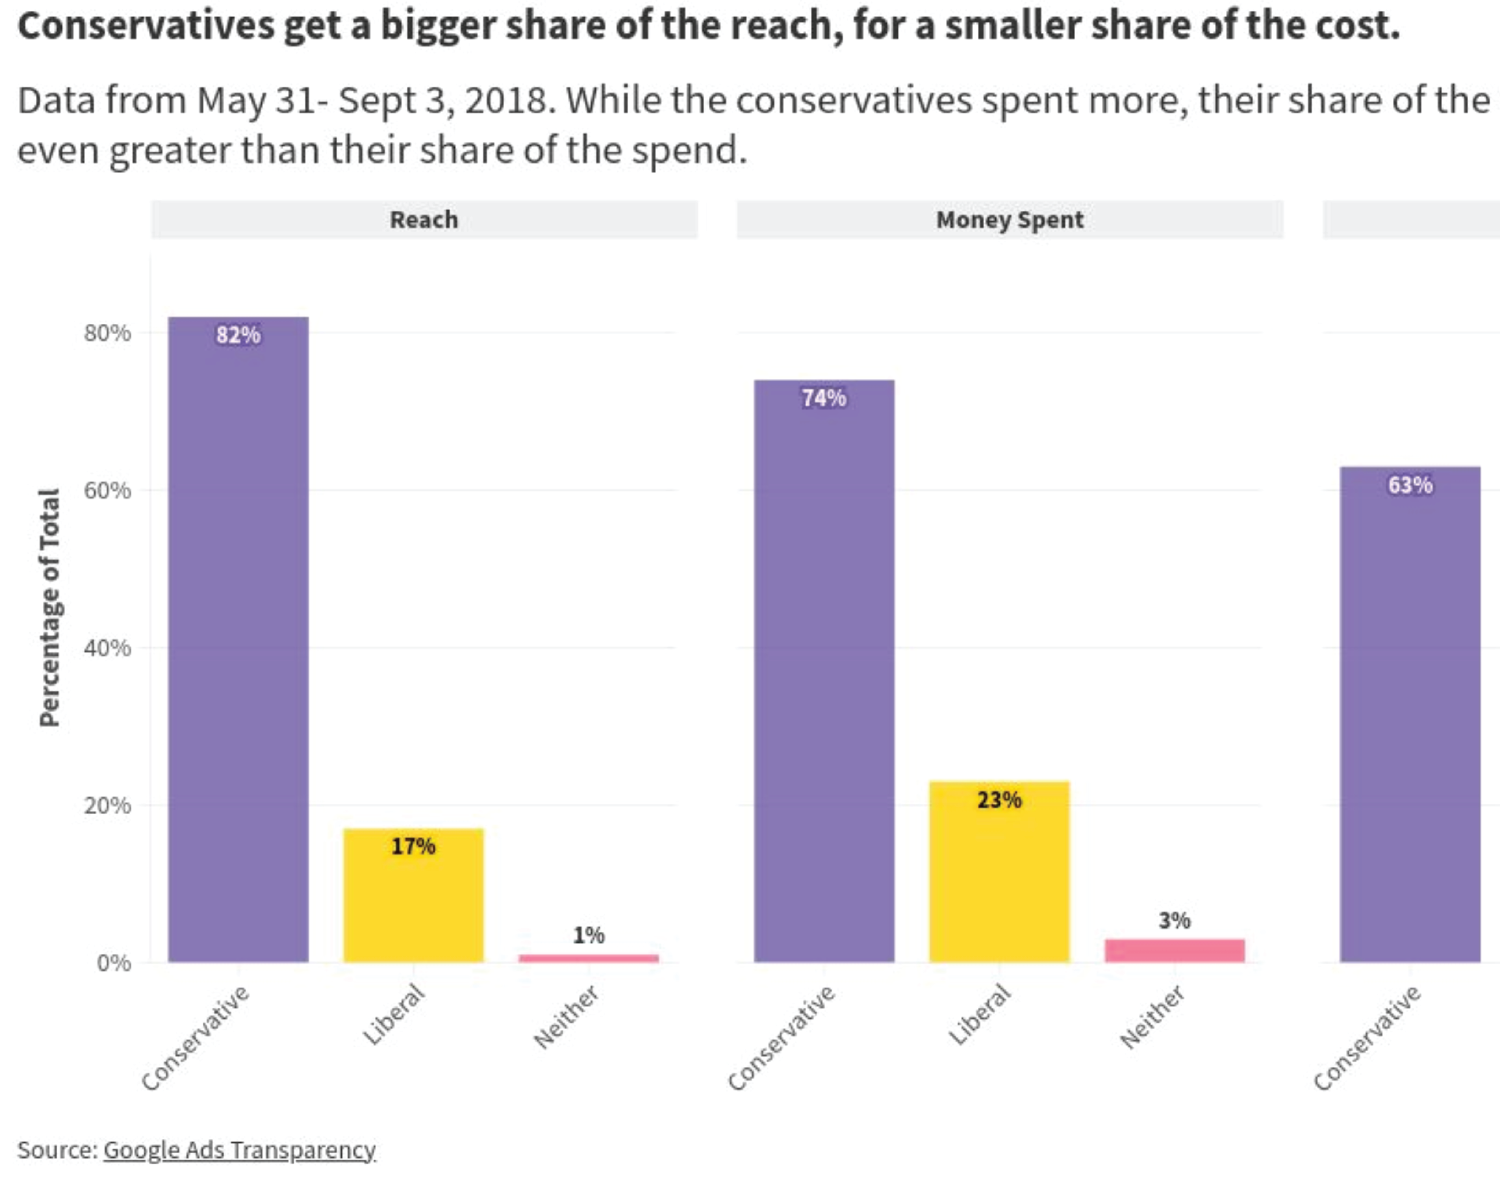 Conservatives get a bigger share of the reach, for a smaller share of the cost.
Data from May 31- Sept 3, 2018. While the conservatives spent more, their share of the
even greater than their share of the spend.
Reach
Money Spent
Percentage of Total
80%
60%
40%
20%
0%
82%
17%
1%
74%
23%
3%
63%
Conservative
Liberal
Neither
Conservative
Liberal
Neither
Conservative
Source: Google Ads Transparency